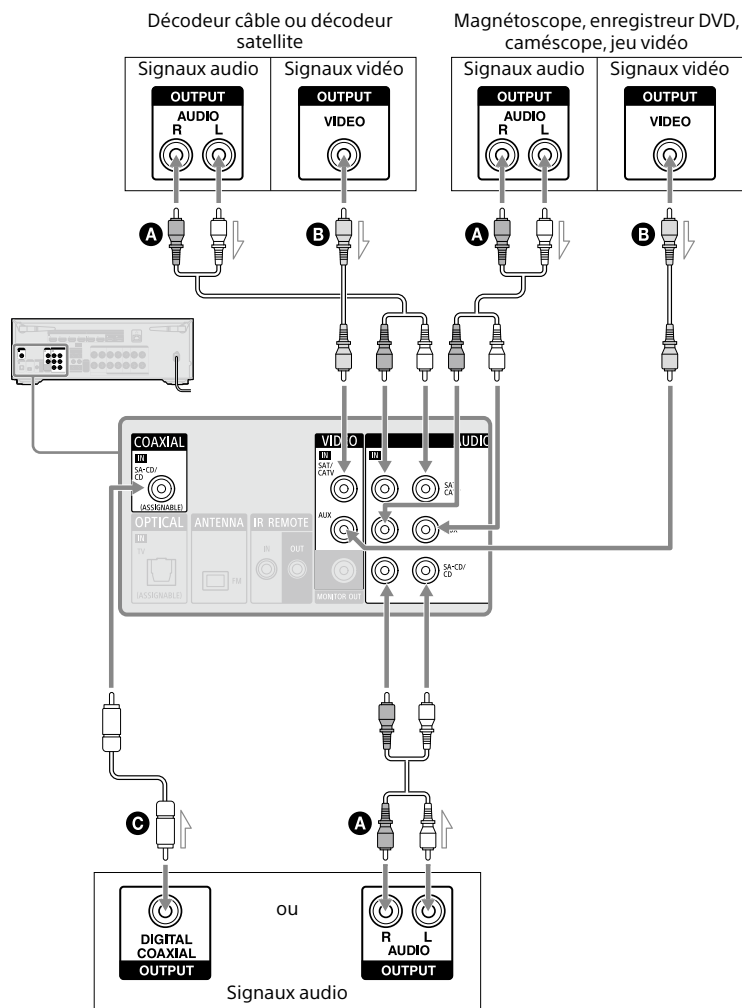 Décodeur câble ou décodeur
satellite
Magnétoscope, enregistreur DVD,
caméscope, jeu vidéo
Signaux audio
Signaux vidéo
Signaux audio
Signaux vidéo
OUTPUT
AUDIO
R L
OUTPUT
VIDEO
OUTPUT
AUDIO
R L
OUTPUT
VIDEO
A
B
A
B
COAXIAL
IN
SA-CD/
CD
(ASSIGNABLE)
VIDEO
IN
SAT/
CATV
AUX
MONITOR OUT
AUDIO
IN
SA-CD/
CD
OPTICAL
IN
TV
(ASSIGNABLE)
ANTENNA
FM
IR REMOTE
IN OUT
C
A
DIGITAL
COAXIAL
OUTPUT
ou
R L
AUDIO
OUTPUT
Signaux audio